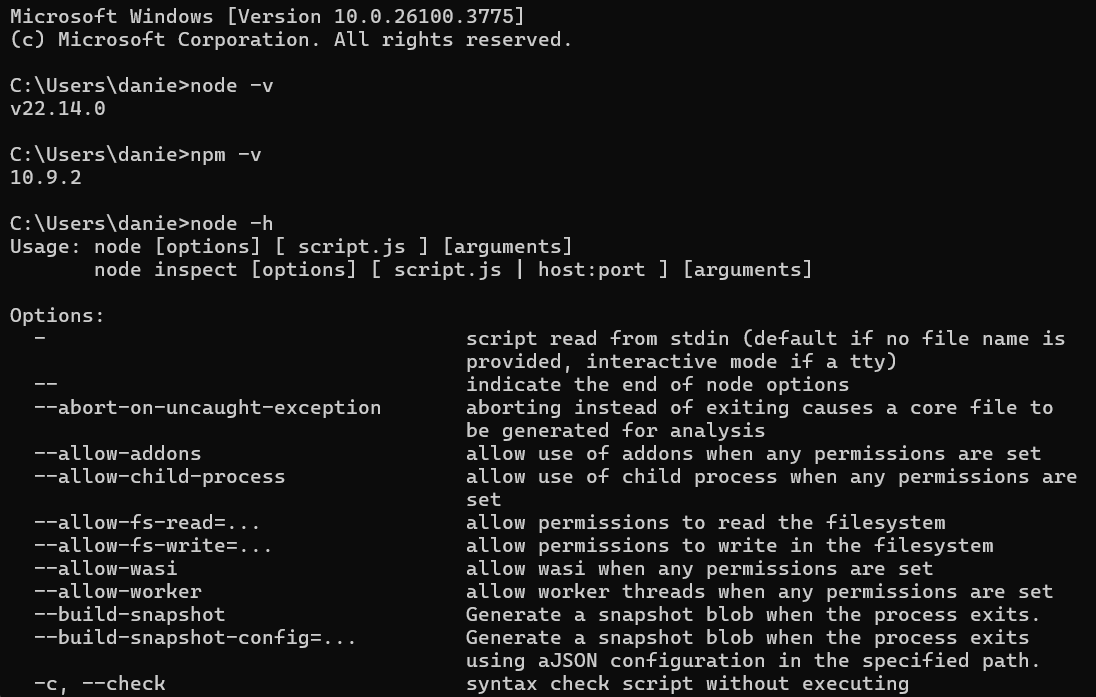 Microsoft Windows [Version 10.0.26100.3775]
(c) Microsoft Corporation. All rights reserved.
C:\Users\danie>node -v
v22.14.0
C:\Users\danie>npm -v
10.9.2
C:\Users\danie>node -h
Usage: node [options] [ script.js ] [arguments]
       node inspect [options] [ script.js | host:port ] [arguments]
Options:
  -                                   script read from stdin (default if no file name is
                                      provided, interactive mode if a tty)
  --                                  indicate the end of node options
  --abort-on-uncaught-exception       aborting instead of exiting causes a core file to
                                      be generated for analysis
  --allow-addons                      allow use of addons when any permissions are set
  --allow-child-process               allow use of child process when any permissions are
                                      set
  --allow-fs-read=...                 allow permissions to read the filesystem
  --allow-fs-write=...                allow permissions to write in the filesystem
  --allow-wasi                        allow wasi when any permissions are set
  --allow-worker                      allow worker threads when any permissions are set
  --build-snapshot                    Generate a snapshot blob when the process exits.
  --build-snapshot-config=...         Generate a snapshot blob when the process exits
                                      using aJSON configuration in the specified path.
  -c, --check                         syntax check script without executing